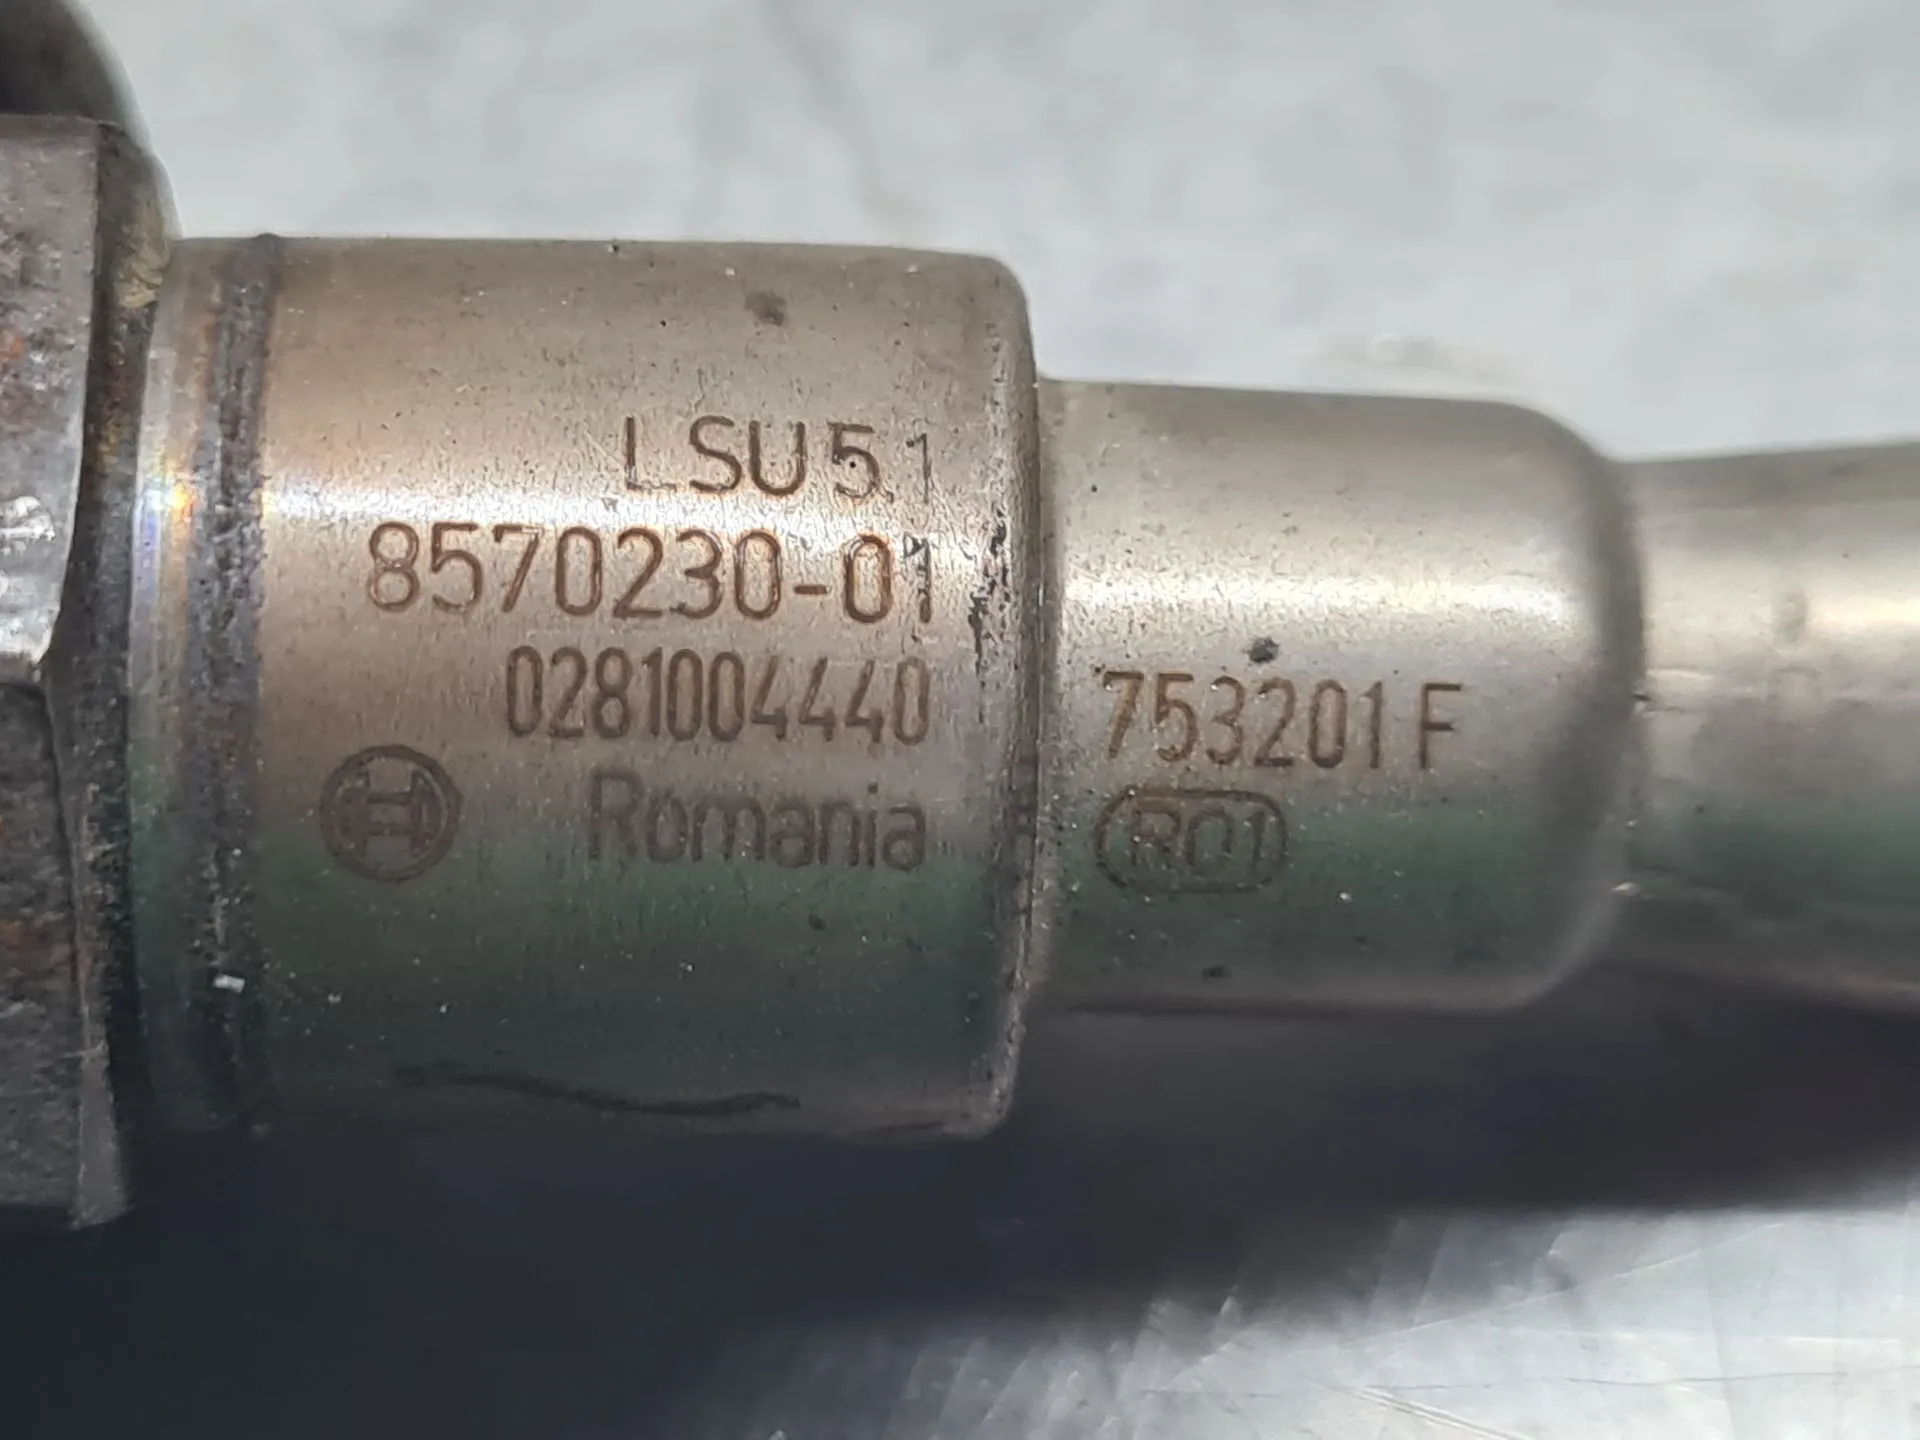 LSU 5.1
8570230-01
0281004440
Romania
753201 F
R01